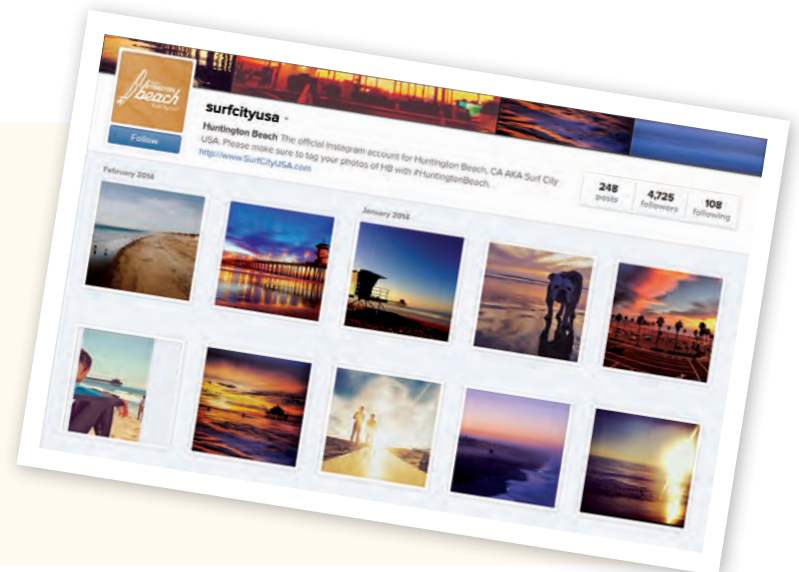 beach
Follow
surfcityusa
Huntington Beach The official Instagram account for Huntington Beach, CA AKA Surf City
USA. Please make sure to tag your photos of HB with #HuntingtonBeach.
http://www.SurfCityUSA.com
248
posts
4,725
followers
108
following
February 2014
January 2014